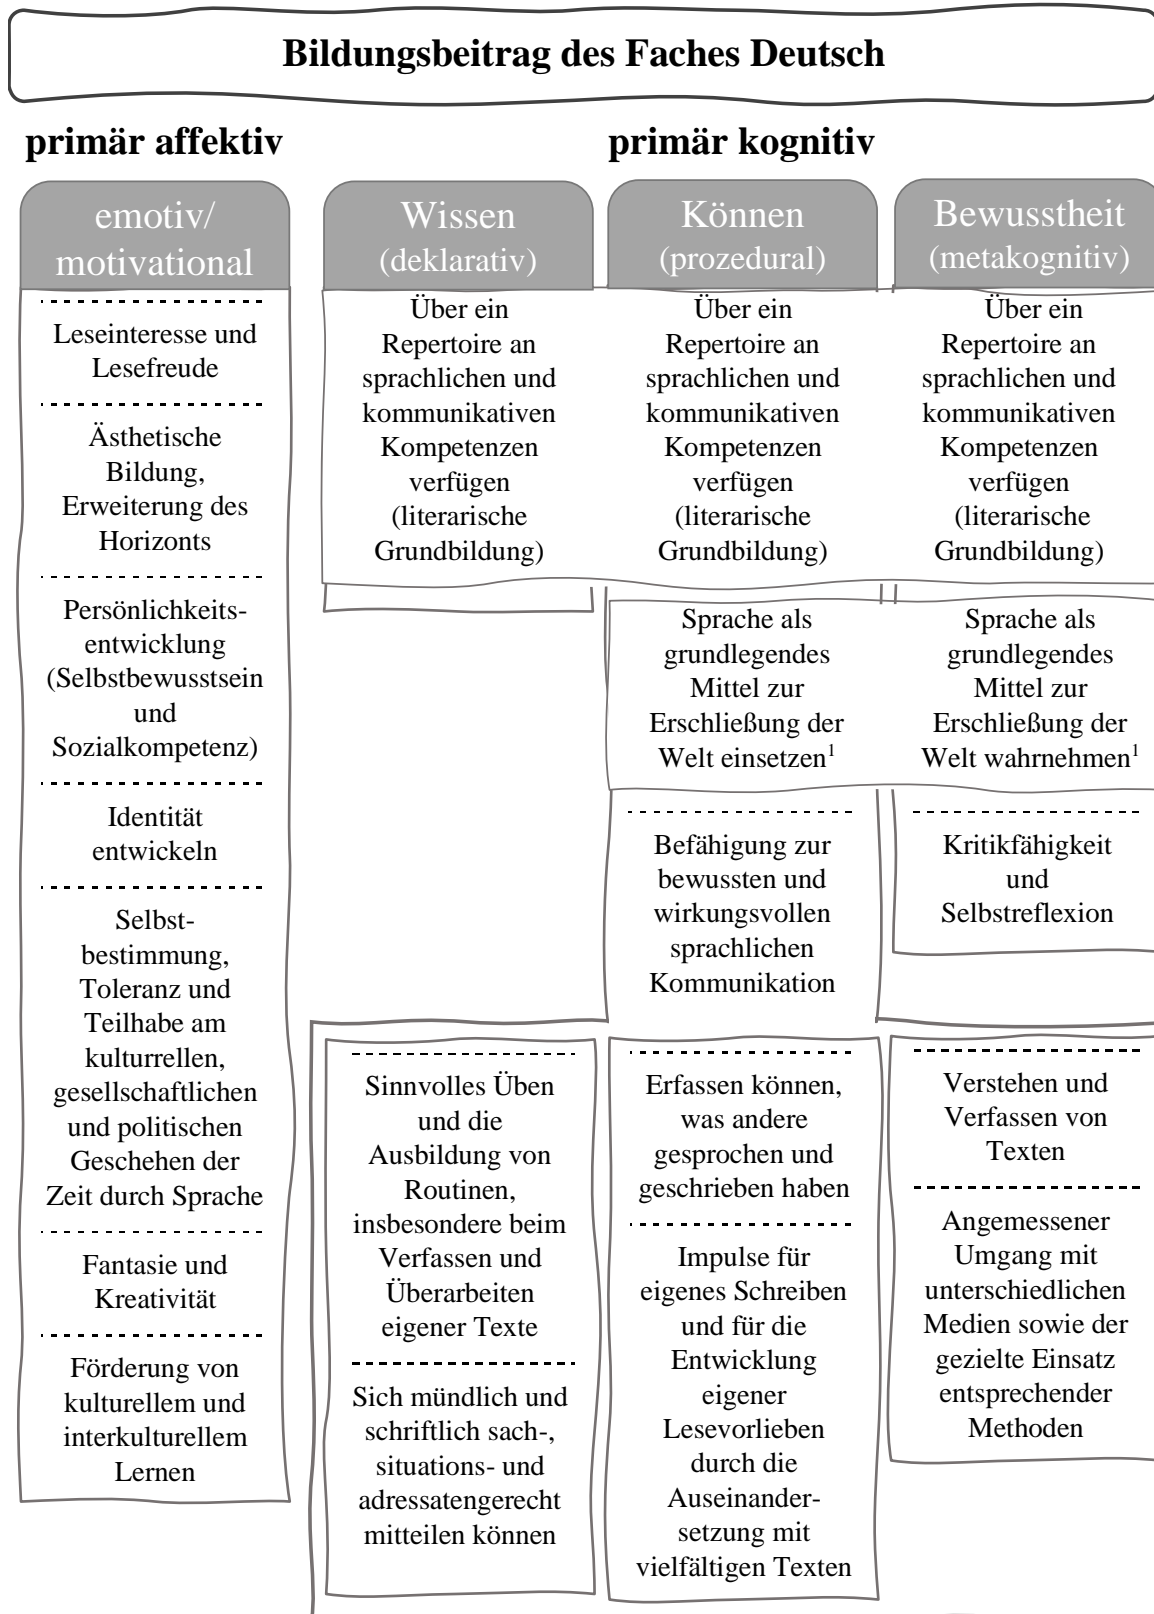 Bildungsbeitrag des Faches Deutsch
primär affektiv
primär kognitiv
emotiv/
motivational
Leseinteresse und
Lesefreude
Ästhetische
Bildung,
Erweiterung des
Horizonts
Persönlichkeits-
entwicklung
(Selbstbewusstsein
und
Sozialkompetenz)
Identität
entwickeln
Selbst-
bestimmung,
Toleranz und
Teilhabe am
kulturrellen,
gesellschaftlichen
und politischen
Geschehen der
Zeit durch Sprache
Fantasie und
Kreativität
Förderung von
kulturellem und
interkulturellem
Lernen
Wissen
(deklarativ)
Über ein
Repertoire an
sprachlichen und
kommunikativen
Kompetenzen
verfügen
(literarische
Grundbildung)
Können
(prozedural)
Über ein
Repertoire an
sprachlichen und
kommunikativen
Kompetenzen
verfügen
(literarische
Grundbildung)
Sprache als
grundlegendes
Mittel zur
Erschließung der
Welt einsetzen¹
Befähigung zur
bewussten und
wirkungsvollen
sprachlichen
Kommunikation
Bewusstheit
(metakognitiv)
Über ein
Repertoire an
sprachlichen und
kommunikativen
Kompetenzen
verfügen
(literarische
Grundbildung)
Sprache als
grundlegendes
Mittel zur
Erschließung der
Welt wahrnehmen¹
Kritikfähigkeit
und
Selbstreflexion
Sinnvolles Üben
und die
Ausbildung von
Routinen,
insbesondere beim
Verfassen und
Überarbeiten
eigener Texte
Sich mündlich und
schriftlich sach-,
situations- und
adressatengerecht
mitteilen können
Erfassen können,
was andere
gesprochen und
geschrieben haben
Impulse für
eigenes Schreiben
und für die
Entwicklung
eigener
Lesevorlieben
durch die
Auseinander-
setzung mit
vielfältigen Texten
Verstehen und
Verfassen von
Texten
Angemessener
Umgang mit
unterschiedlichen
Medien sowie der
gezielte Einsatz
entsprechender
Methoden